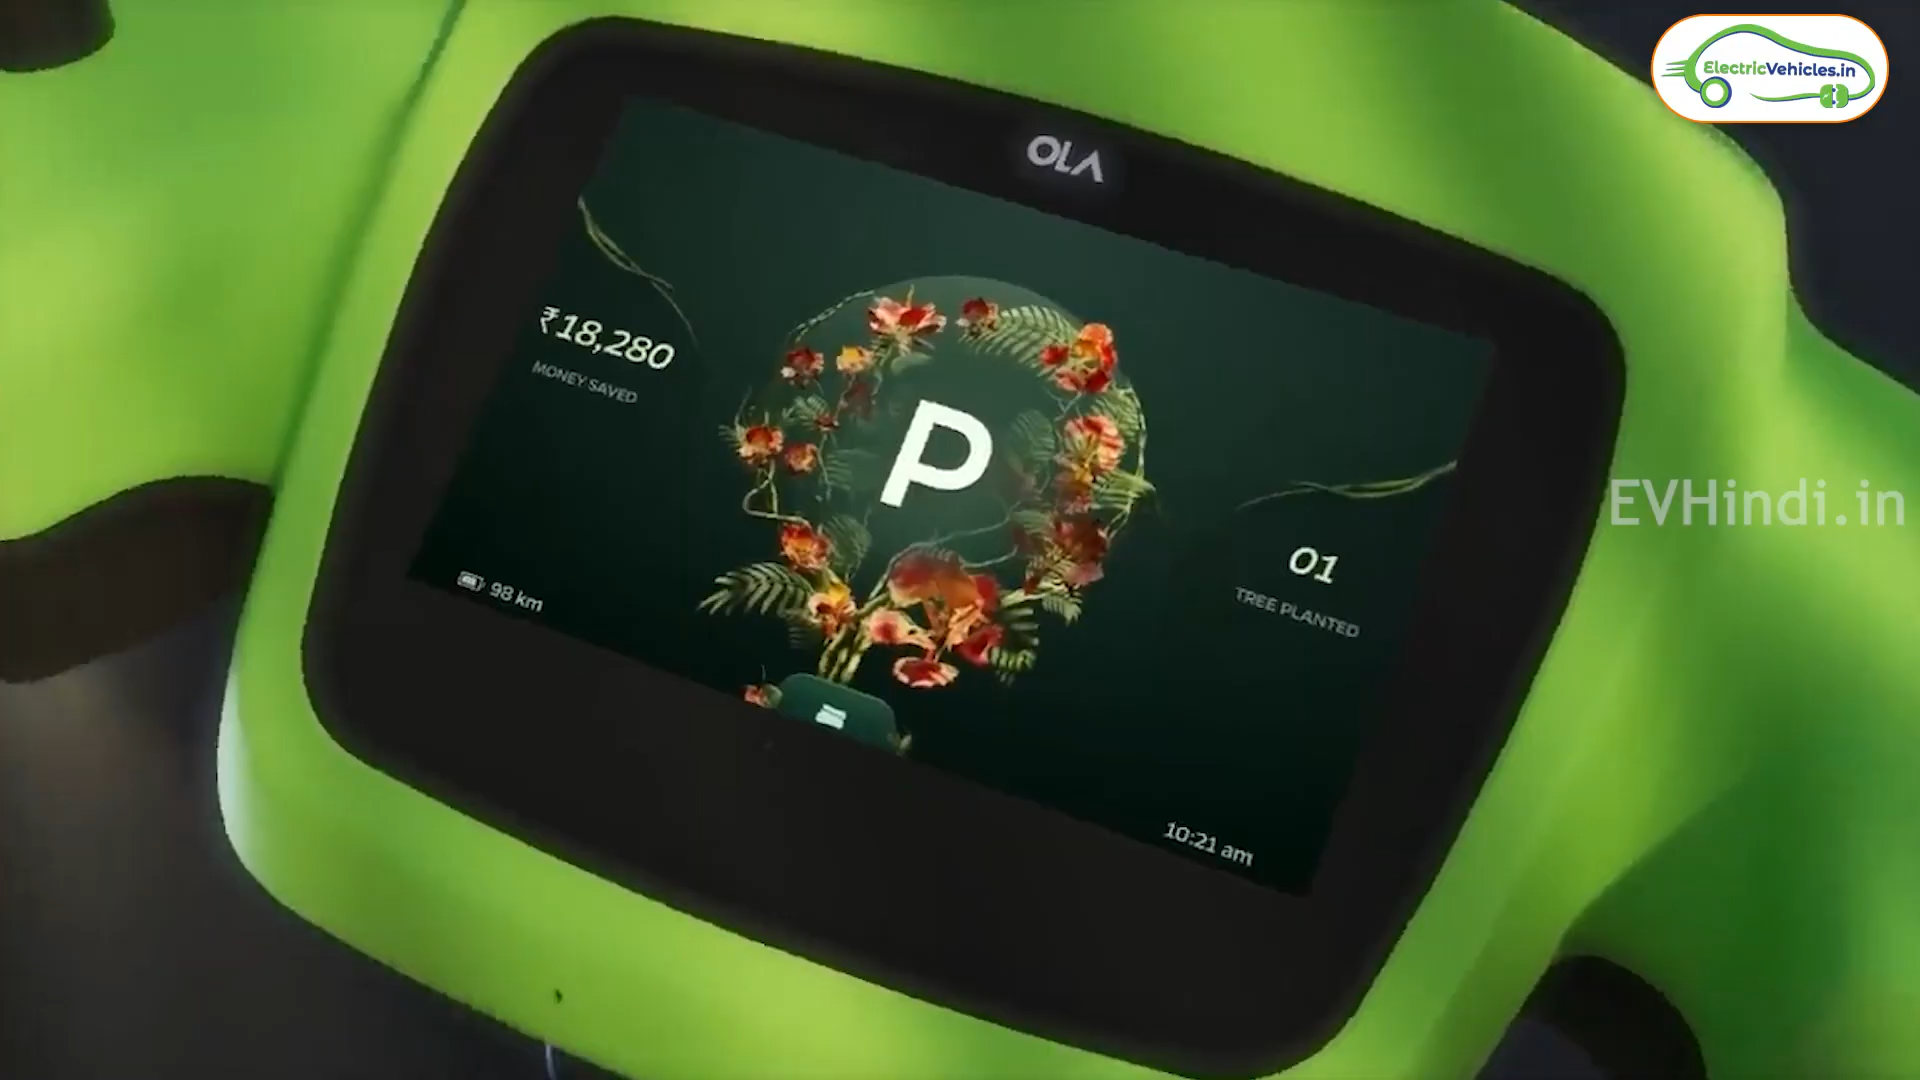 ElectricVehicles.in
OLA
₹18,280
MONEY SAVED
P
EVHindi.in
01
TREE PLANTED
98 km
10:21 am